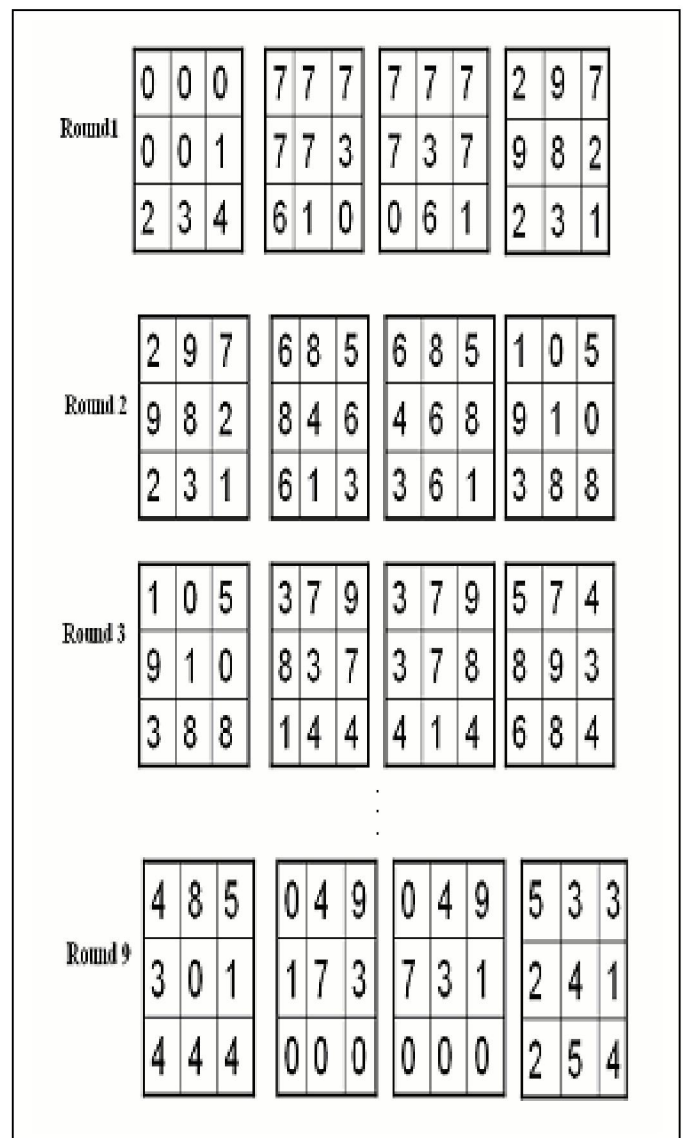 0 0 0 7 7 7 7 7 7 2 9 7
Round1
0 0 1 7 7 3 7 3 7 9 8 2
2 3 4 6 1 0 0 6 1 2 3 1
2 9 7 6 8 5 6 8 5 1 0 5
Round 2
9 8 2 8 4 6 4 6 8 9 1 0
2 3 1 6 1 3 3 6 1 3 8 8
1 0 5 3 7 9 3 7 9 5 7 4
Round 3
9 1 0 8 3 7 3 7 8 8 9 3
3 8 8 1 4 4 4 1 4 6 8 4
4 8 5 0 4 9 0 4 9 5 3 3
Round 9
3 0 1 1 7 3 7 3 1 2 4 1
4 4 4 0 0 0 0 0 0 2 5 4